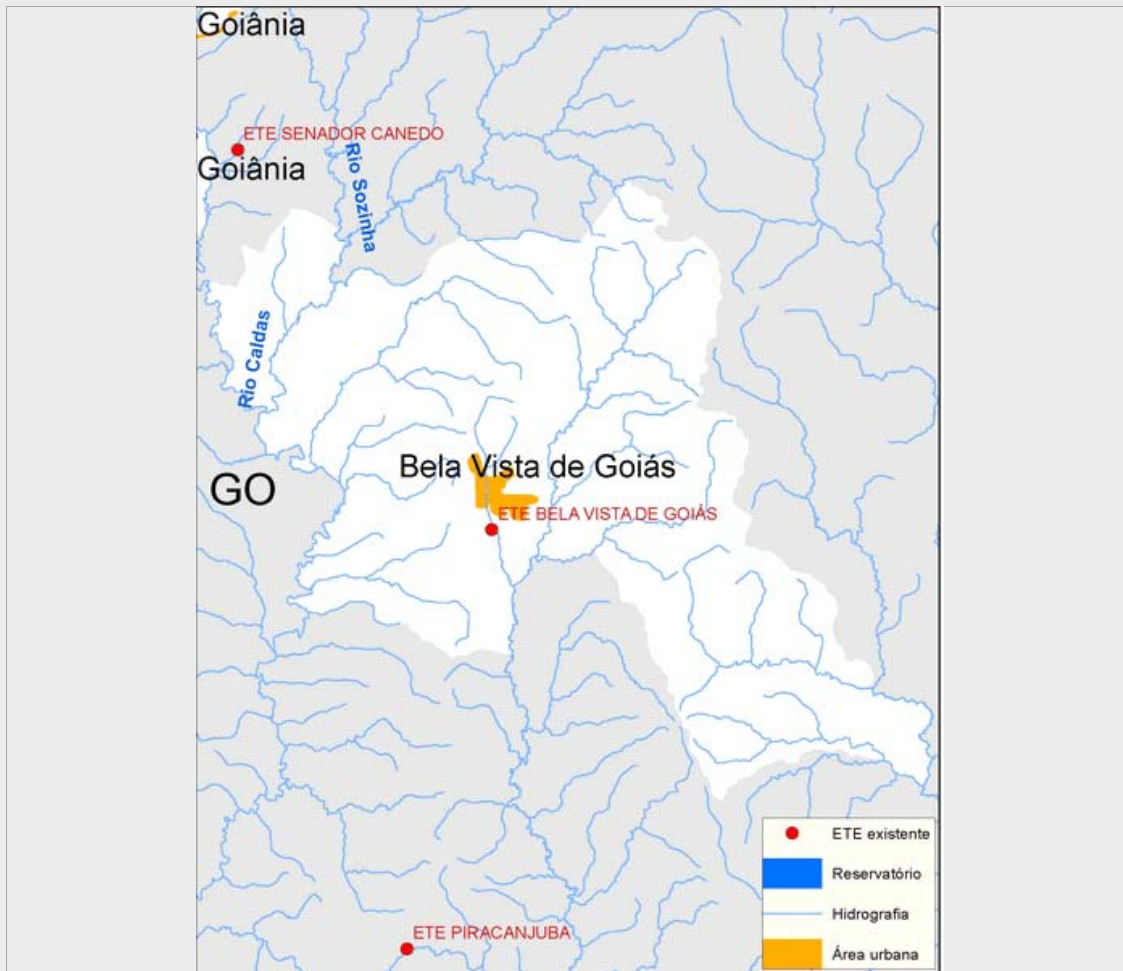 Goiânia
ETE SENADOR CANEDO
Goiânia
Rio Sozinha
Rio Caldas
Bela Vista de Goiás
GO
ETE BELA VISTA DE GOIÁS
ETE PIRACANJUBA
ETE existente
Reservatório
Hidrografia
Área urbana